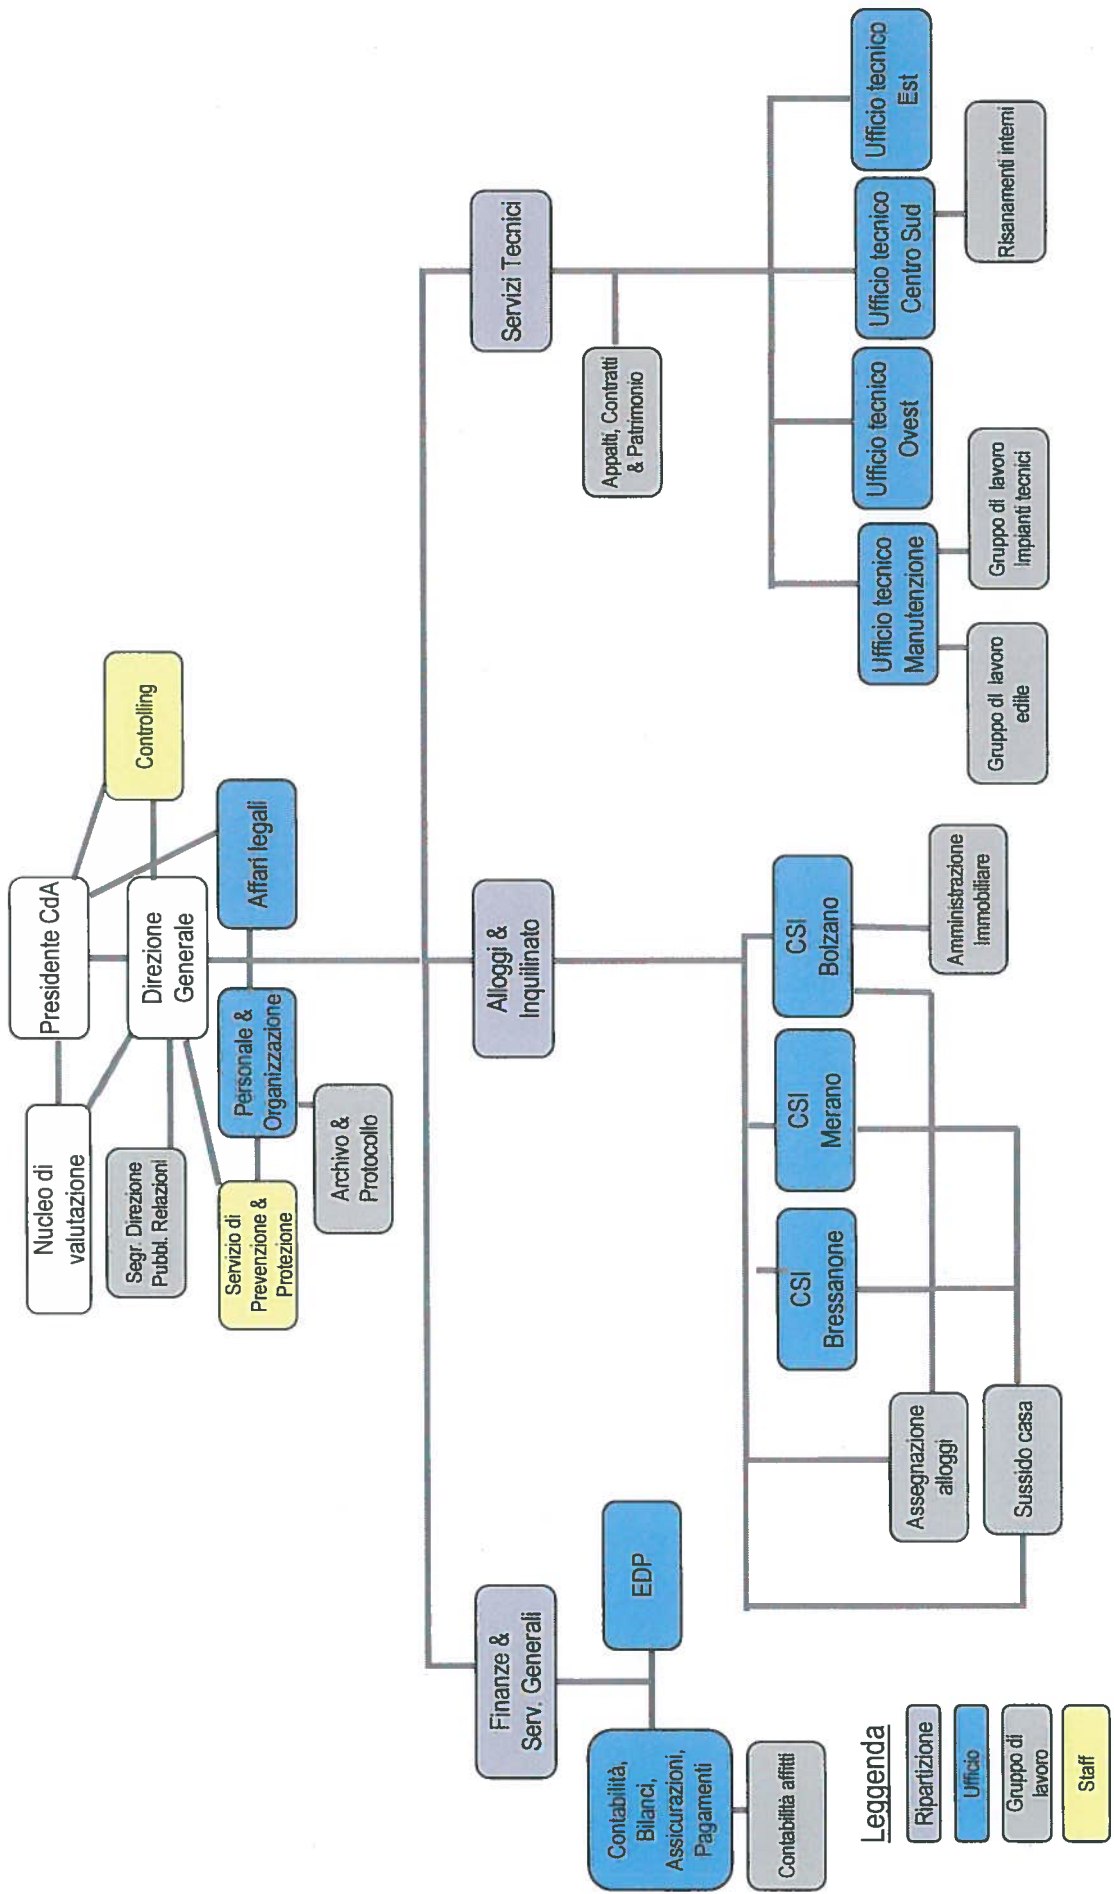 Presidente CdA
Nucleo di
valutazione
Direzione
Generale
Controlling
Segr. Direzione
Pubbl. Relazioni
Servizio di
Prevenzione &
Protezione
Personale &
Organizzazione
Affari legali
Archivo &
Protocollo
Finanze &
Serv. Generali
Alloggi &
Inquilinato
Servizi Tecnici
Contabilità,
Bilanci,
Assicurazioni,
Pagamenti
EDP
Contabilità affitti
Appalti, Contratti
& Patrimonio
CSI
Bressanone
CSI
Merano
CSI
Bolzano
Assegnazione
alloggi
Sussido casa
Amministrazione
Immobiliare
Ufficio tecnico
Manutenzione
Ufficio tecnico
Ovest
Ufficio tecnico
Centro Sud
Ufficio tecnico
Est
Gruppo di lavoro
edile
Gruppo di lavoro
Impianti tecnici
Risanamenti interni
Leggenda
Ripartizione
Ufficio
Gruppo di
lavoro
Staff